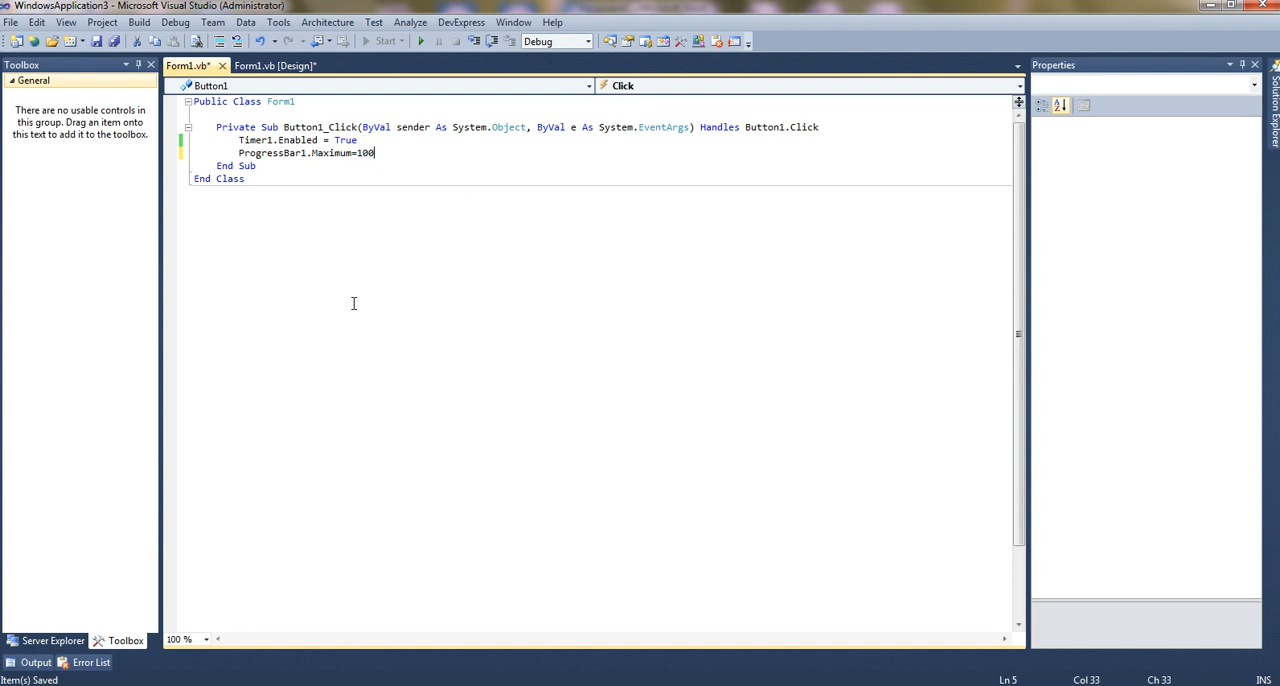 WindowsApplication3 - Microsoft Visual Studio (Administrator)
File Edit View Project Build Debug Team Data Tools Architecture Test Analyze DevExpress Window Help
Start Debug
Toolbox
Form1.vb* Form1.vb [Design]*
Properties
General
Button1 Click
There are no usable controls in
this group. Drag an item onto
this text to add it to the toolbox.
Public Class Form1
Private Sub Button1_Click(ByVal sender As System.Object, ByVal e As System.EventArgs) Handles Button1.Click
Timer1.Enabled = True
ProgressBar1.Maximum=100
End Sub
End Class
Solution Explorer
100 %
Server Explorer Toolbox
Output Error List
Item(s) Saved Ln 5 Col 33 Ch 33 INS